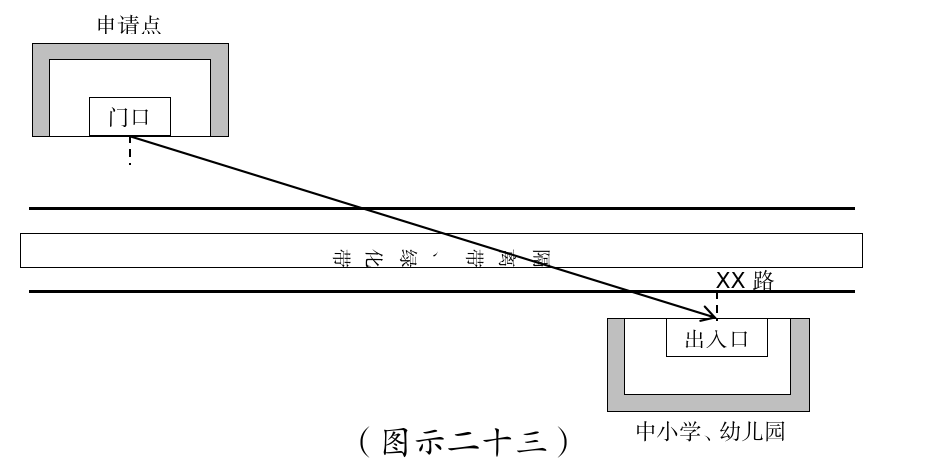 申请点
门口
隔离带、绿化带
XX 路
出入口
中小学、幼儿园
（图示二十三）